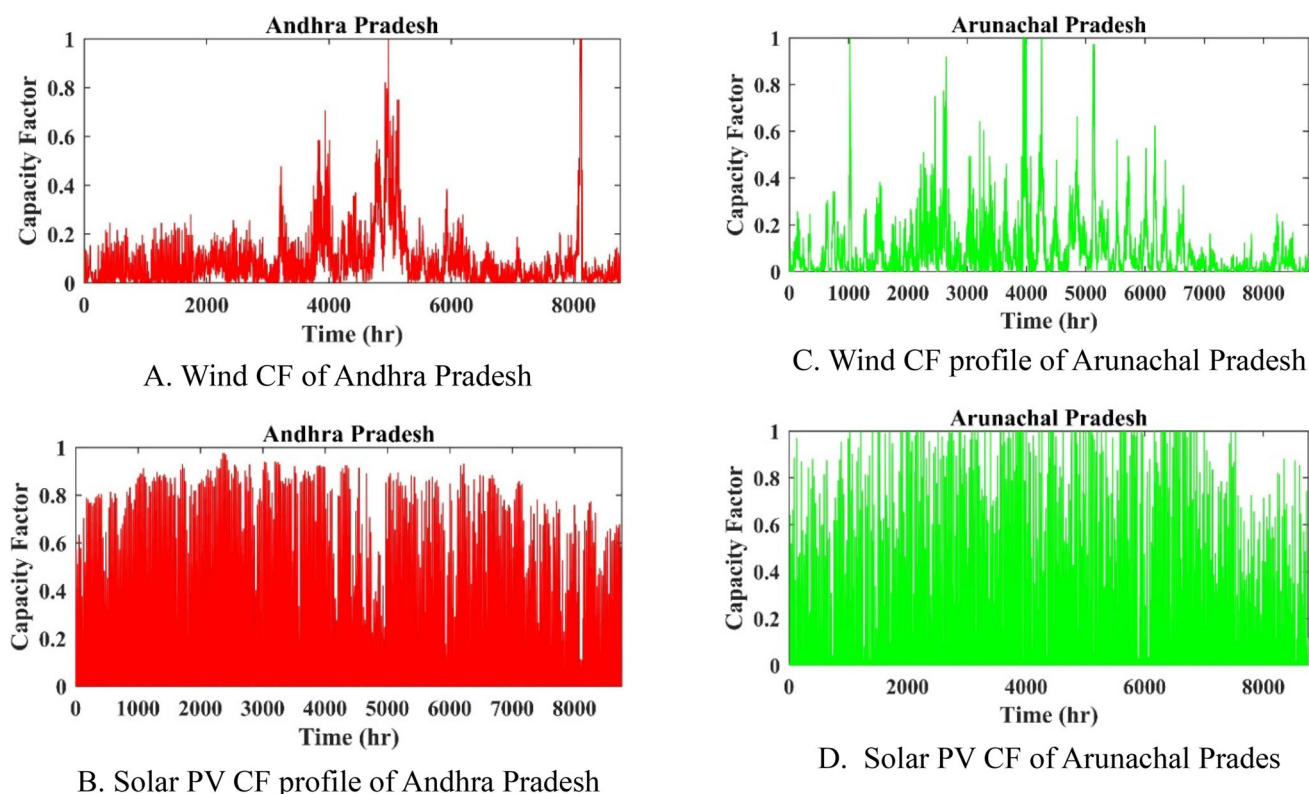 Andhra Pradesh
1
0.8
0.6
0.4
0.2
0
Capacity Factor
0 2000 4000 6000 8000
Time (hr)
A. Wind CF of Andhra Pradesh
Arunachal Pradesh
1
0.8
0.6
0.4
0.2
0
Capacity Factor
0 1000 2000 3000 4000 5000 6000 7000 8000
Time (hr)
C. Wind CF profile of Arunachal Pradesh
Andhra Pradesh
1
0.8
0.6
0.4
0.2
0
Capacity Factor
0 1000 2000 3000 4000 5000 6000 7000 8000
Time (hr)
B. Solar PV CF profile of Andhra Pradesh
Arunachal Pradesh
1
0.8
0.6
0.4
0.2
0
Capacity Factor
0 2000 4000 6000 8000
Time (hr)
D. Solar PV CF of Arunachal Prades